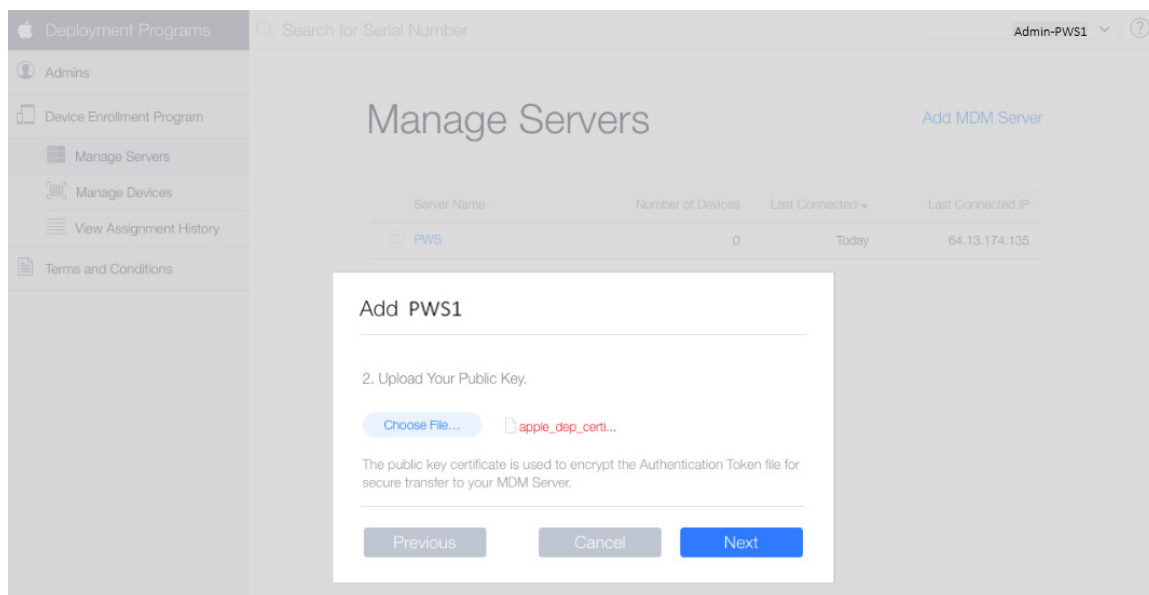 Deployment Programs
Search for Serial Number
Admin-PWS1
?
Admins
Device Enrollment Program
Manage Servers
Manage Devices
View Assignment History
Terms and Conditions
Manage Servers
Add MDM Server
Server Name Number of Devices Last Connected Last Connected IP
PWS 0 Today 64.13.174.135
Add PWS1
2. Upload Your Public Key.
Choose File... apple_dep_certi...
The public key certificate is used to encrypt the Authentication Token file for
secure transfer to your MDM Server.
Previous Cancel Next